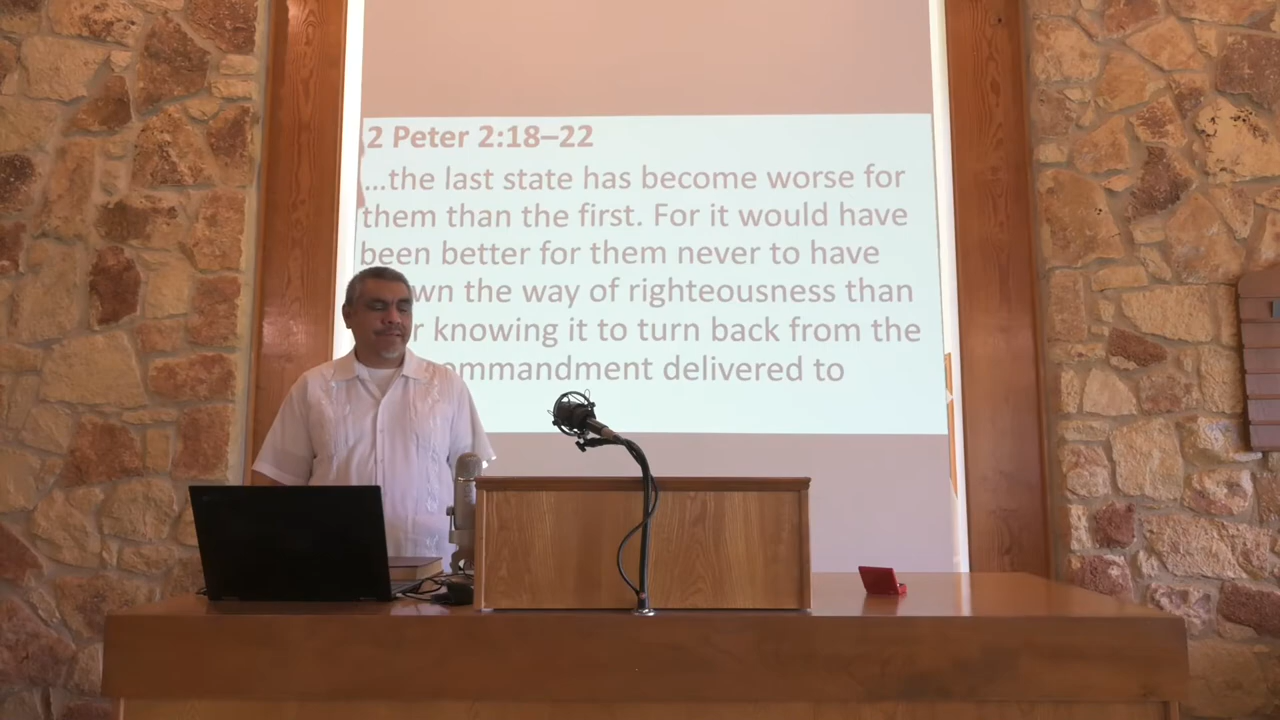 2 Peter 2:18–22
...the last state has become worse for
them than the first. For it would have
been better for them never to have
wn the way of righteousness than
r knowing it to turn back from the
ommandment delivered to